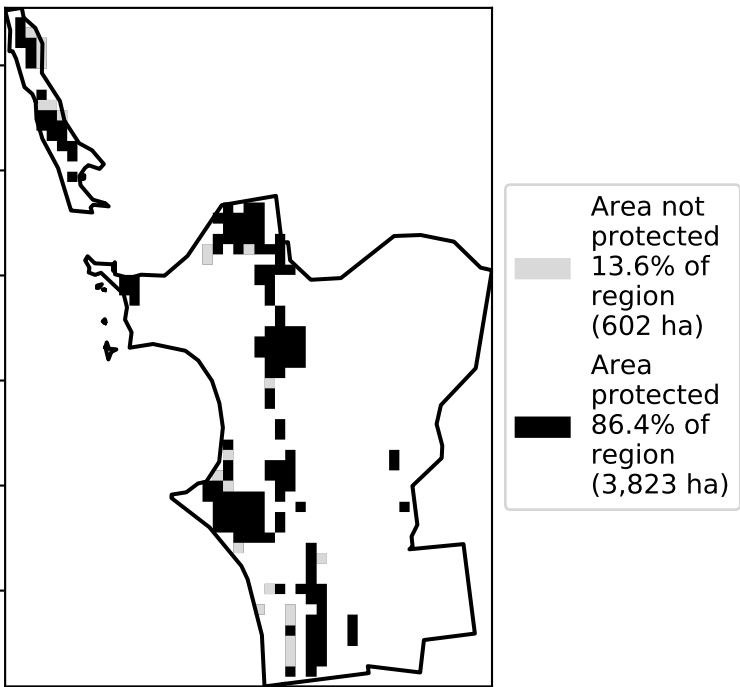 Area not
protected
13.6% of
region
(602 ha)
Area
protected
86.4% of
region
(3,823 ha)